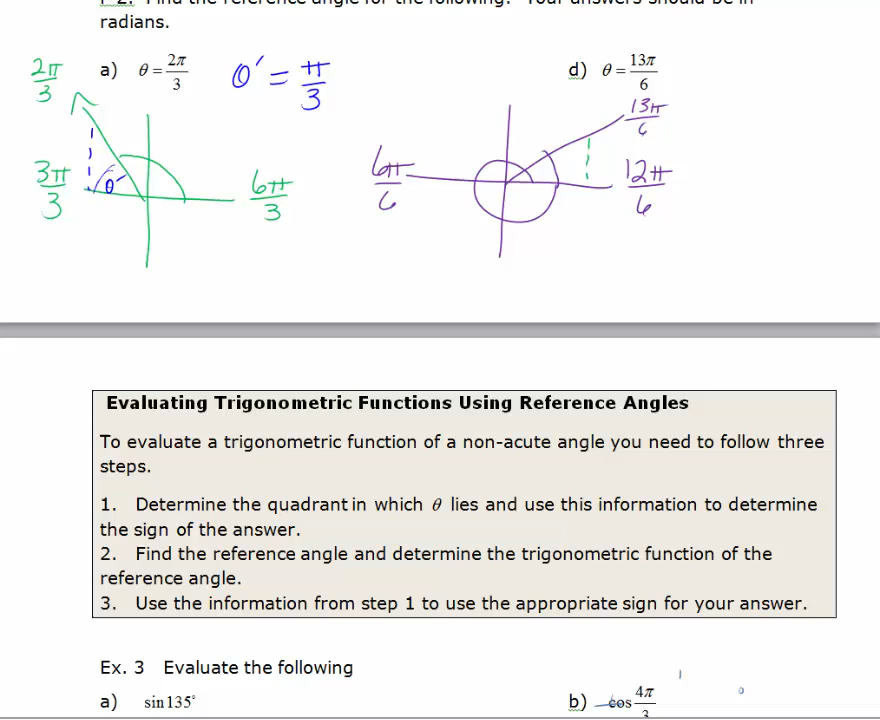 radians.
2π/3
a) θ = 2π/3
θ′ = π/3
d) θ = 13π/6
13π/6
3π/3
θ′
6π/3
6π/6
12π/6
Evaluating Trigonometric Functions Using Reference Angles
To evaluate a trigonometric function of a non-acute angle you need to follow three
steps.
1. Determine the quadrant in which θ lies and use this information to determine
the sign of the answer.
2. Find the reference angle and determine the trigonometric function of the
reference angle.
3. Use the information from step 1 to use the appropriate sign for your answer.
Ex. 3 Evaluate the following
a) sin135°
b) cos 4π/3